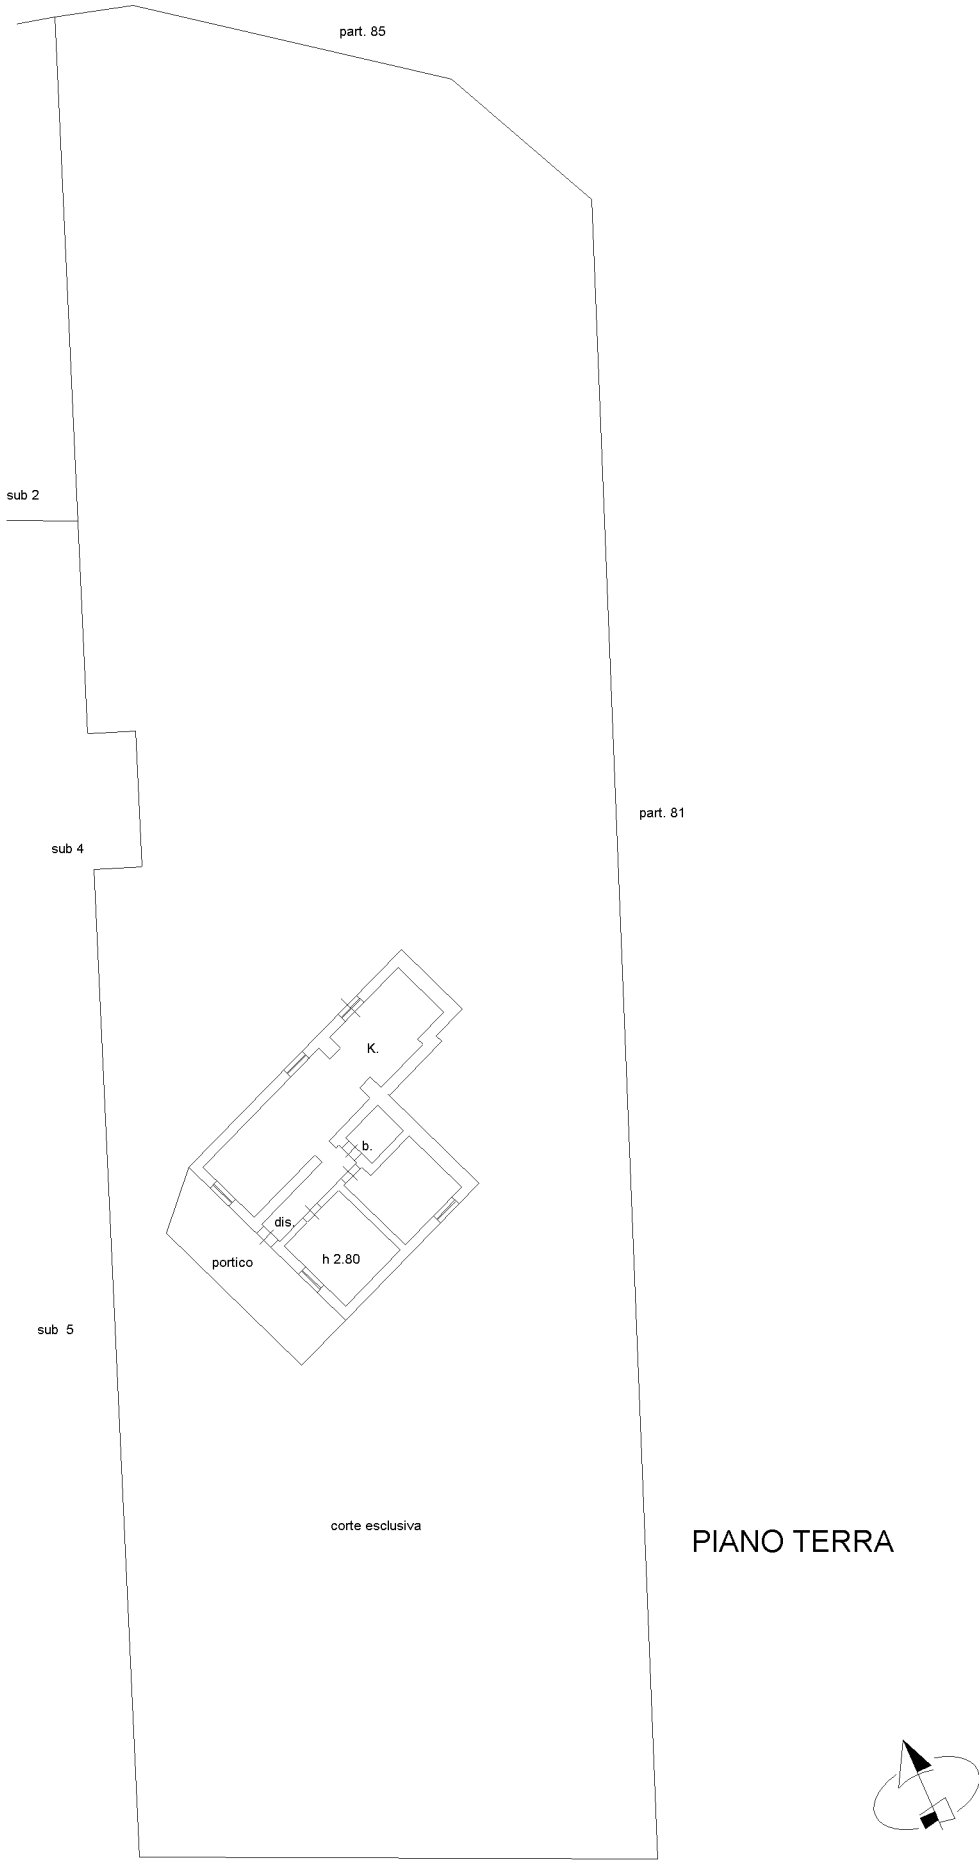 part. 85
sub 2
part. 81
sub 4
K.
b.
dis.
portico
h 2.80
sub 5
corte esclusiva
PIANO TERRA